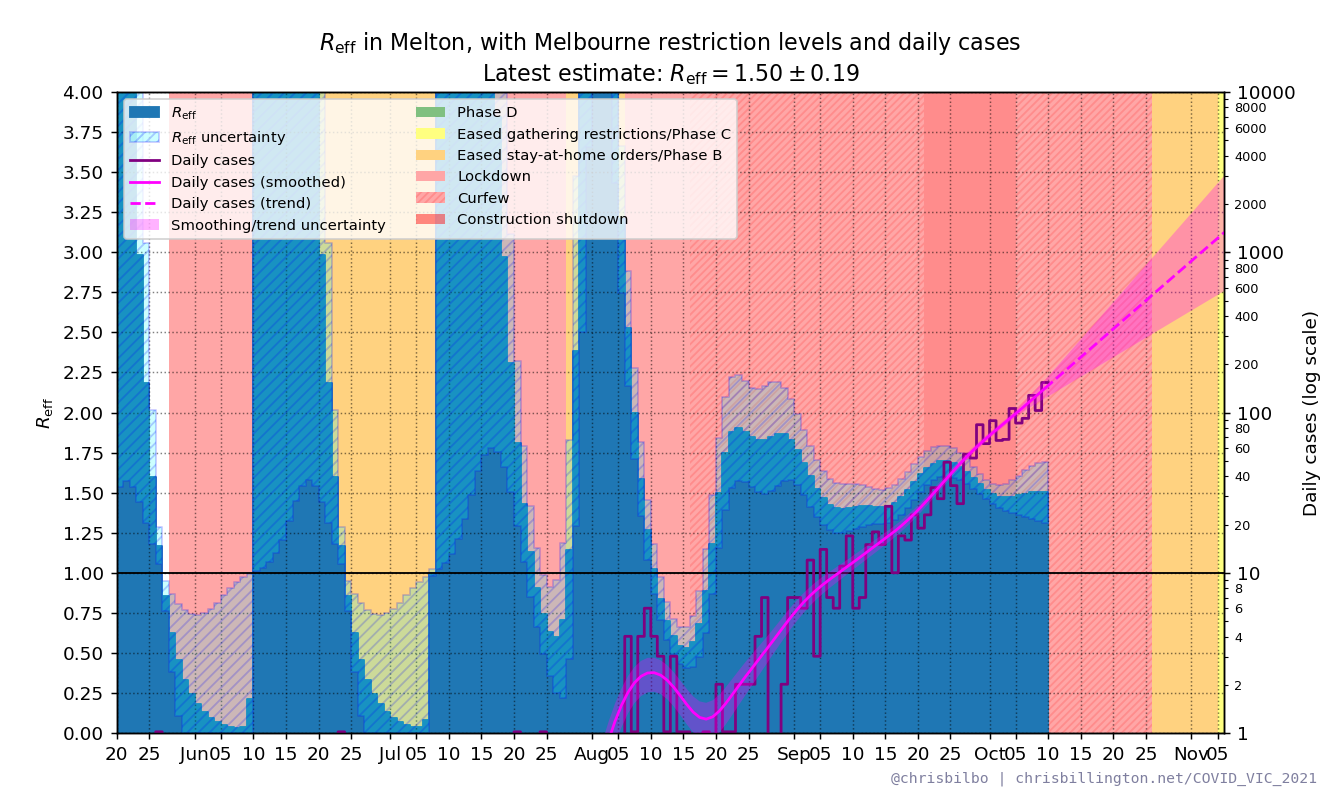 Reff in Melton, with Melbourne restriction levels and daily cases
Latest estimate: Reff = 1.50 ± 0.19
Reff
Reff uncertainty
Daily cases
Daily cases (smoothed)
Daily cases (trend)
Smoothing/trend uncertainty
Phase D
Eased gathering restrictions/Phase C
Eased stay-at-home orders/Phase B
Lockdown
Curfew
Construction shutdown
Reff
4.00
3.75
3.50
3.25
3.00
2.75
2.50
2.25
2.00
1.75
1.50
1.25
1.00
0.75
0.50
0.25
0.00
10000
8000
6000
4000
2000
1000
800
600
400
200
100
80
60
40
20
10
8
6
4
2
1
Daily cases (log scale)
20 25 Jun 05 10 15 20 25 Jul 05 10 15 20 25 Aug 05 10 15 20 25 Sep 05 10 15 20 25 Oct 05 10 15 20 25 Nov 05
@chrisbilbo | chrisbillington.net/COVID_VIC_2021